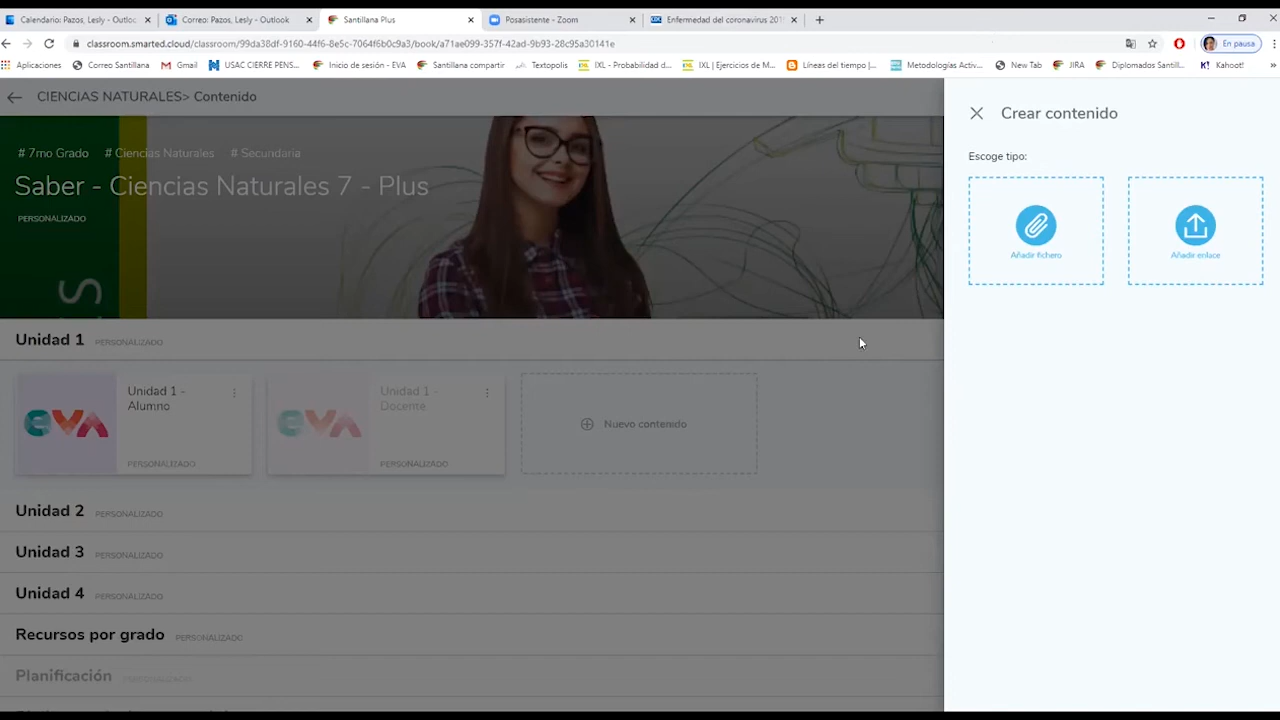 Calendario: Pazos, Lesly - Outloo
Correo: Pazos, Lesly - Outlook
Santillana Plus
Posasistente - Zoom
Enfermedad del coronavirus 201
classroom.smarted.cloud/classroom/99da38df-9160-44f6-8e5c-7064f6b0c9a3/book/a71ae099-357f-42ad-9b93-28c95a30141e
En pausa
Aplicaciones
Correo Santillana
Gmail
USAC CIERRE PENS...
Inicio de sesión - EVA
Santillana compartir
Textopolis
IXL - Probabilidad d...
IXL | Ejercicios de M...
Líneas del tiempo |...
Metodologías Activ...
New Tab
JIRA
Diplomados Santill...
Kahoot!
CIENCIAS NATURALES> Contenido
# 7mo Grado # Ciencias Naturales # Secundaria
Saber - Ciencias Naturales 7 - Plus
PERSONALIZADO
Unidad 1 PERSONALIZADO
EVA
Unidad 1 -
Alumno
PERSONALIZADO
EVA
Unidad 1 -
Docente
PERSONALIZADO
Nuevo contenido
Unidad 2 PERSONALIZADO
Unidad 3 PERSONALIZADO
Unidad 4 PERSONALIZADO
Recursos por grado PERSONALIZADO
Planificación PERSONALIZADO
Crear contenido
Escoge tipo:
Añadir fichero
Añadir enlace